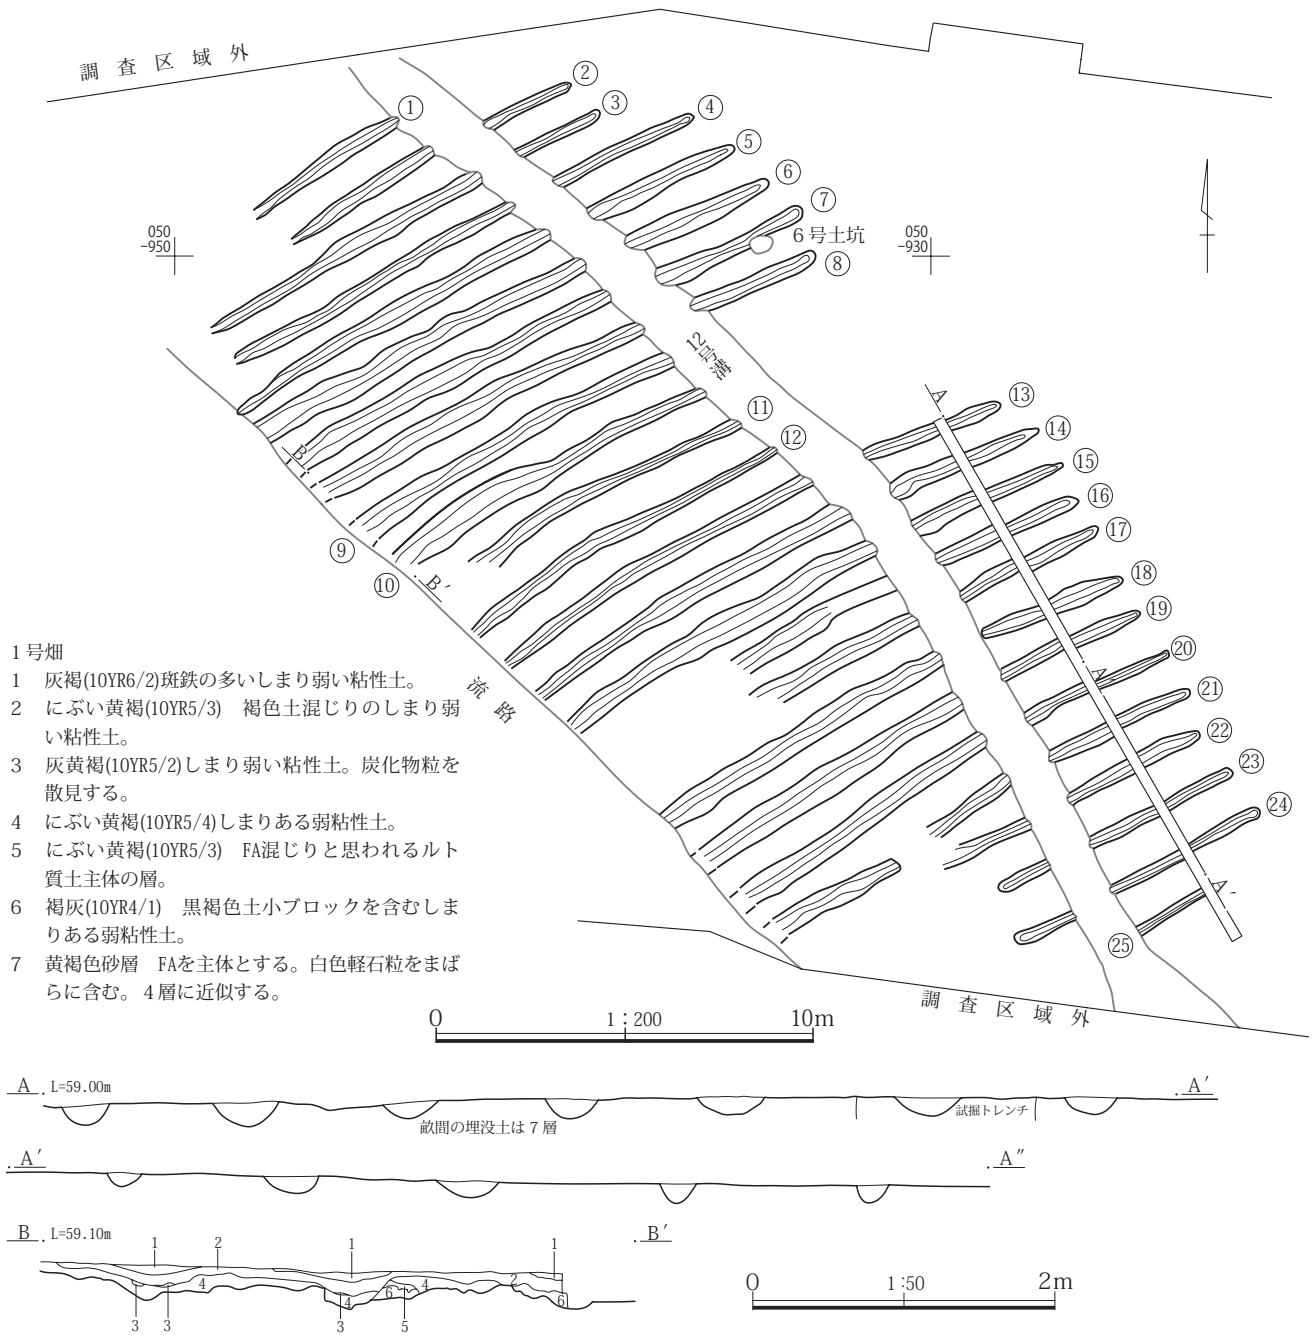 調査区域外
①
②
③
④
⑤
⑥
⑦
6号土坑
⑧
050
-950
050
-930
12号溝
⑪
⑫
A
⑬
⑭
⑮
⑯
⑰
⑱
⑲
⑳
A′
㉑
㉒
㉓
㉔
A″
㉕
B
⑨
⑩
B′
流路
1号畑
1 灰褐(10YR6/2)斑鉄の多いしまり弱い粘性土。
2 にぶい黄褐(10YR5/3) 褐色土混じりのしまり弱
い粘性土。
3 灰黄褐(10YR5/2)しまり弱い粘性土。炭化物粒を
散見する。
4 にぶい黄褐(10YR5/4)しまりある弱粘性土。
5 にぶい黄褐(10YR5/3) FA混じりと思われるルト
質土主体の層。
6 褐灰(10YR4/1) 黒褐色土小ブロックを含むしま
りある弱粘性土。
7 黄褐色砂層 FAを主体とする。白色軽石粒をまば
らに含む。4層に近似する。
調査区域外
0 1:200 10m
A . L=59.00m . A′
畝間の埋没土は7層
試掘トレンチ
. A′ . A″
B . L=59.10m . B′
1 2 1 1
4 6 4 2
4 6
3 3 3 5
0 1:50 2m